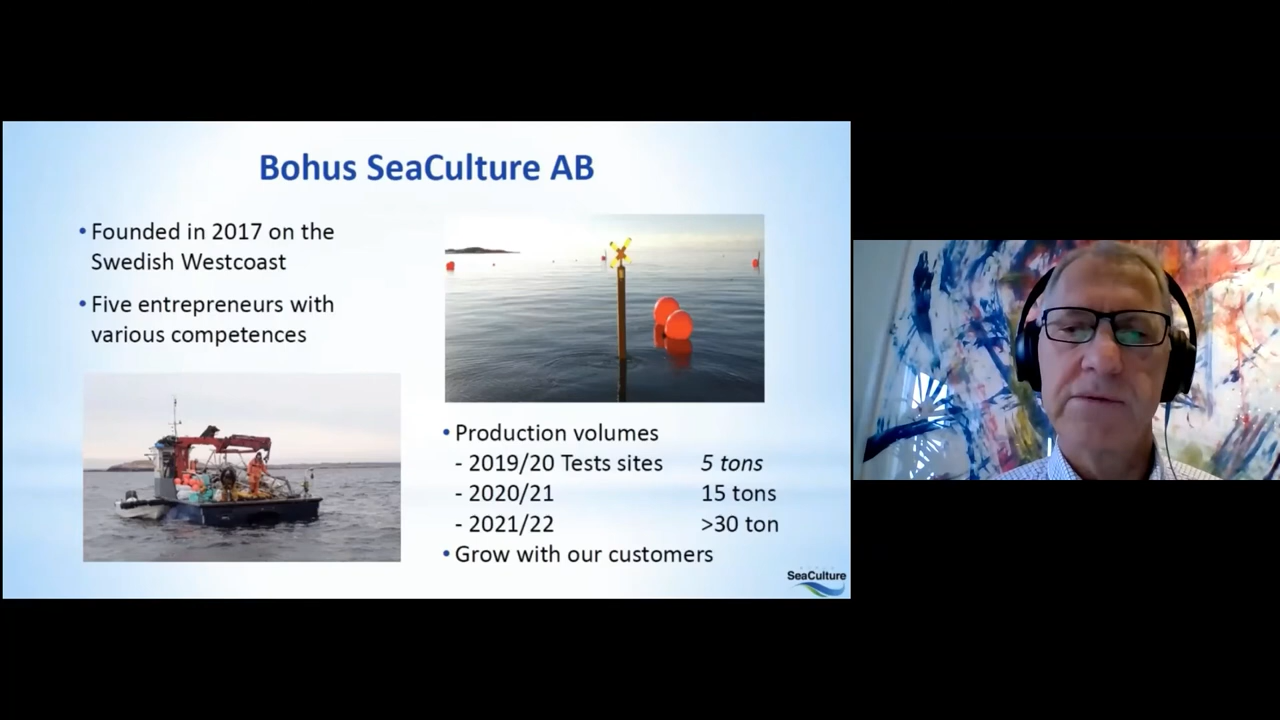 Bohus SeaCulture AB
• Founded in 2017 on the
Swedish Westcoast
• Five entrepreneurs with
various competences
• Production volumes
- 2019/20 Tests sites 5 tons
- 2020/21 15 tons
- 2021/22 >30 ton
• Grow with our customers
SeaCulture